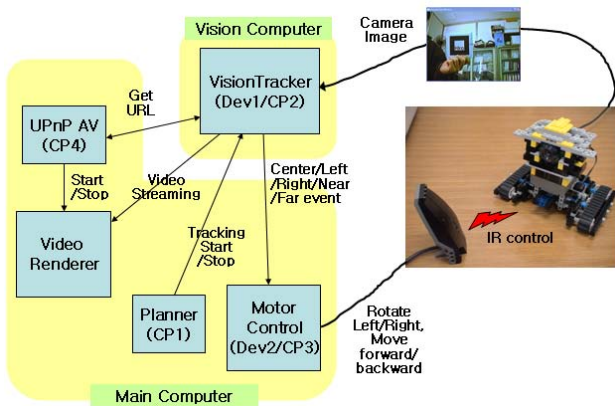 Vision Computer
Camera
Image
VisionTracker
(Dev1/CP2)
Get
URL
UPnP AV
(CP4)
Start
/Stop
Video
Streaming
Center/Left
/Right/Near
/Far event
Video
Renderer
Tracking
Start
/Stop
IR control
Planner
(CP1)
Motor
Control
(Dev2/CP3)
Rotate
Left/Right,
Move
forward/
backward
Main Computer